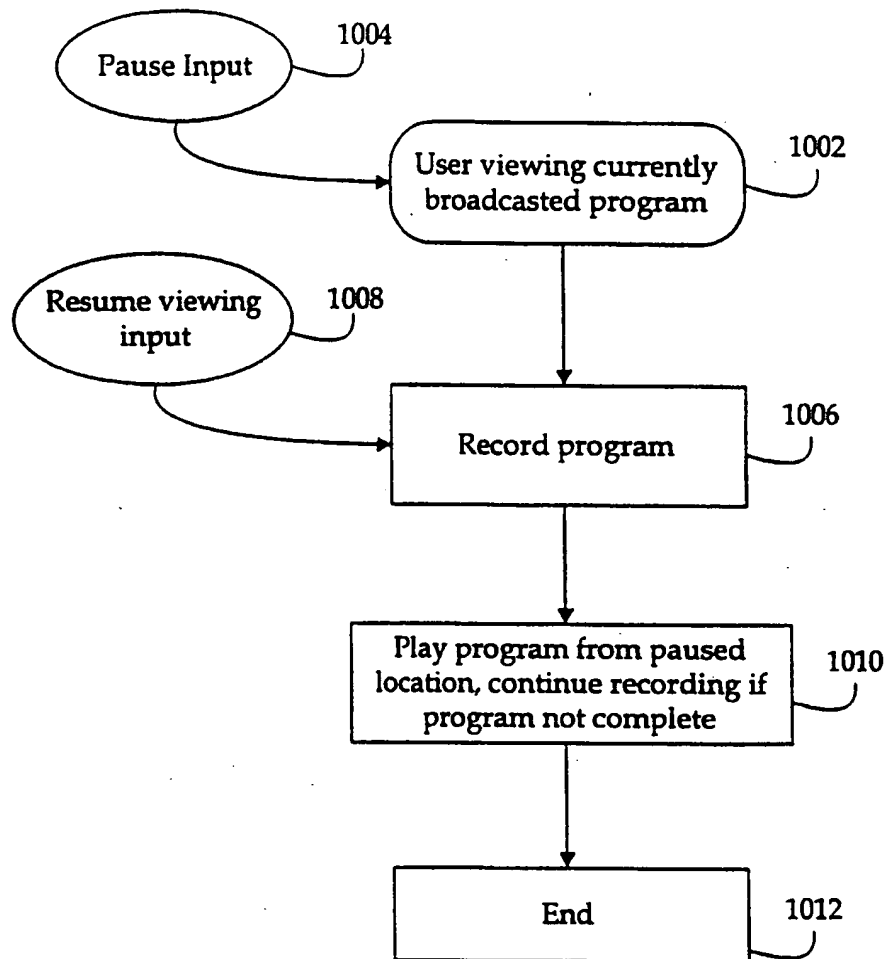 1004
Pause Input
User viewing currently
broadcasted program
1002
Resume viewing
input
1008
Record program
1006
Play program from paused
location, continue recording if
program not complete
1010
End
1012